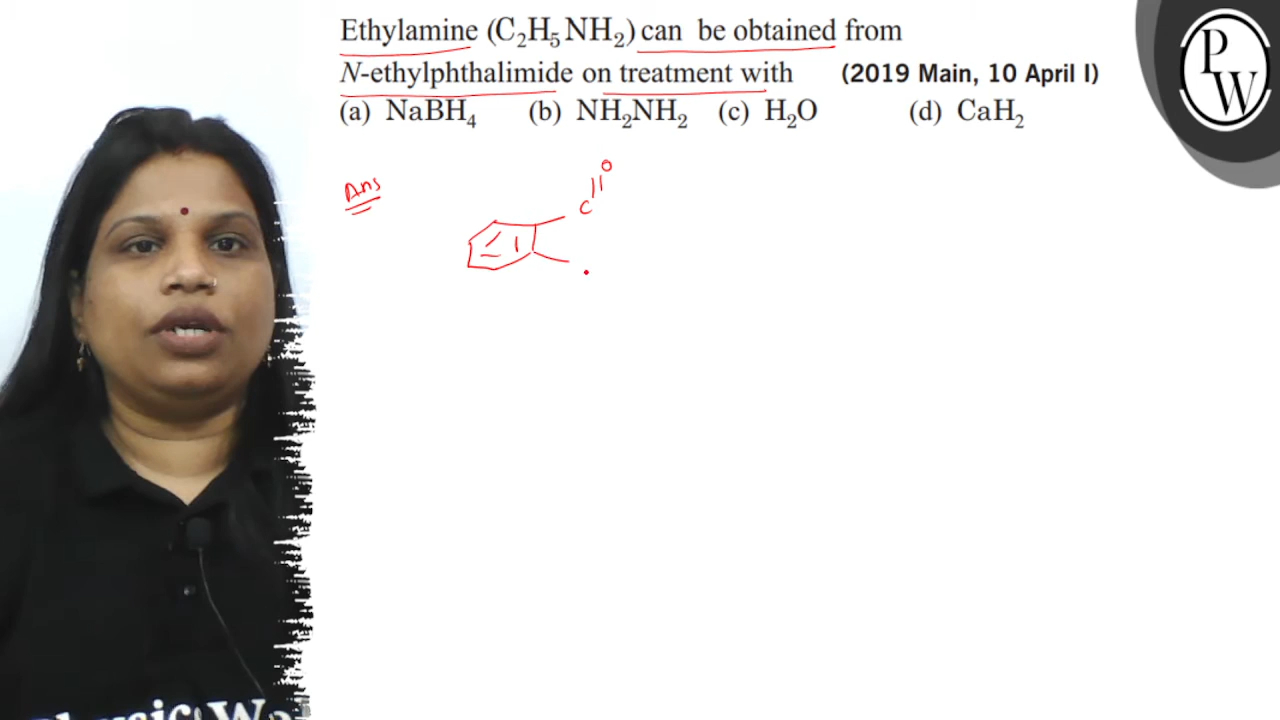 Ethylamine (C₂H₅NH₂) can be obtained from
N-ethylphthalimide on treatment with (2019 Main, 10 April I)
(a) NaBH₄ (b) NH₂NH₂ (c) H₂O (d) CaH₂
P
W
Ans
O
C